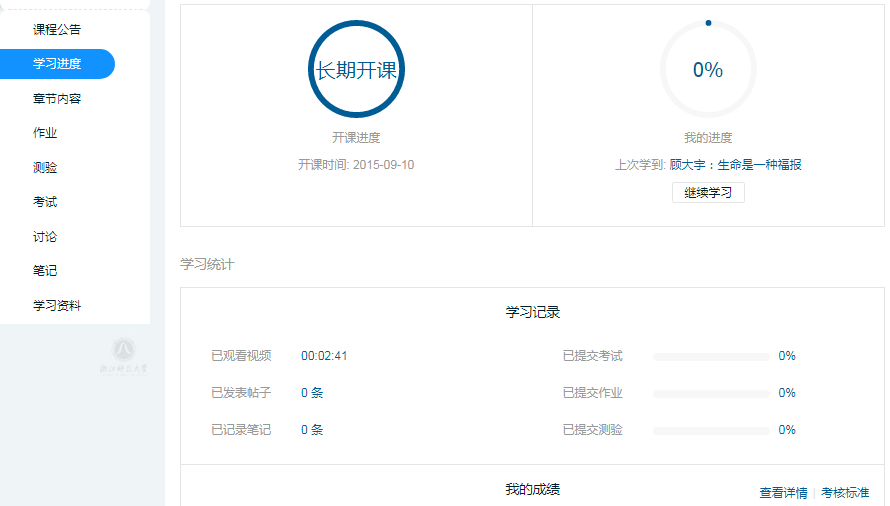 课程公告
学习进度
章节内容
作业
测验
考试
讨论
笔记
学习资料
浙江师范大学
长期开课
开课进度
开课时间: 2015-09-10
0%
我的进度
上次学到: 顾大宇：生命是一种福报
继续学习
学习统计
学习记录
已观看视频 00:02:41
已发表帖子 0 条
已记录笔记 0 条
已提交考试 0%
已提交作业 0%
已提交测验 0%
我的成绩
查看详情 | 考核标准